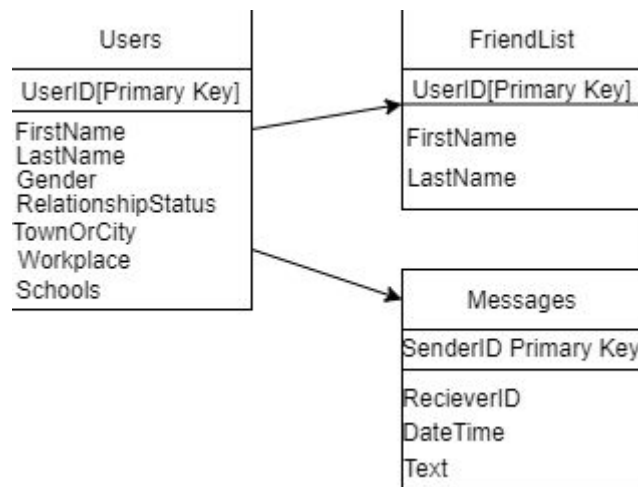 Users
UserID[Primary Key]
FirstName
LastName
Gender
RelationshipStatus
TownOrCity
Workplace
Schools
FriendList
UserID[Primary Key]
FirstName
LastName
Messages
SenderID Primary Key
RecieverID
DateTime
Text